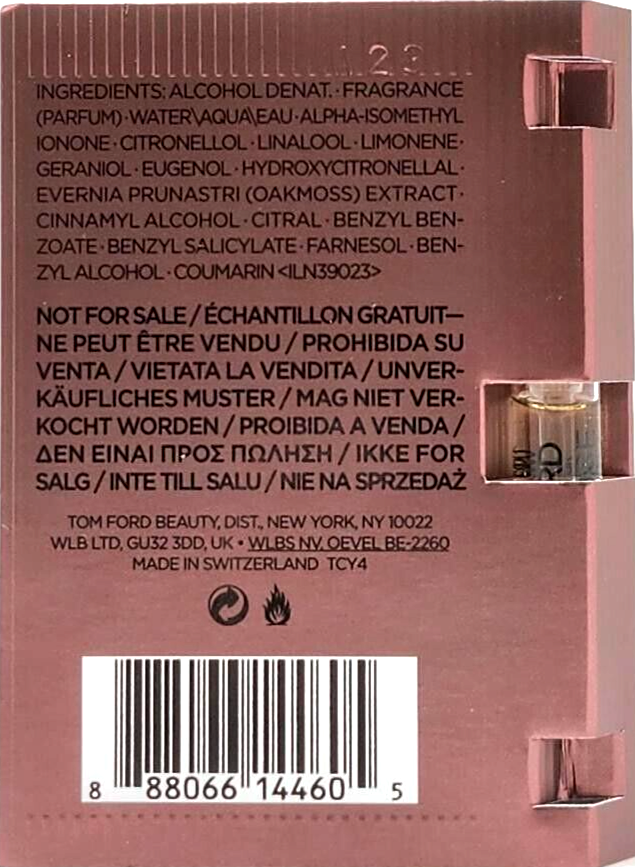 123
INGREDIENTS: ALCOHOL DENAT. · FRAGRANCE
(PARFUM) · WATER\AQUA\EAU · ALPHA-ISOMETHYL
IONONE · CITRONELLOL · LINALOOL · LIMONENE ·
GERANIOL · EUGENOL · HYDROXYCITRONELLAL ·
EVERNIA PRUNASTRI (OAKMOSS) EXTRACT ·
CINNAMYL ALCOHOL · CITRAL · BENZYL BEN-
ZOATE · BENZYL SALICYLATE · FARNESOL · BEN-
ZYL ALCOHOL · COUMARIN <ILN39023>
NOT FOR SALE / ÉCHANTILLON GRATUIT—
NE PEUT ÊTRE VENDU / PROHIBIDA SU
VENTA / VIETATA LA VENDITA / UNVER-
KÄUFLICHES MUSTER / MAG NIET VER-
KOCHT WORDEN / PROIBIDA A VENDA /
ΔΕΝ ΕΙΝΑΙ ΠΡΟΣ ΠΩΛΗΣΗ / IKKE FOR
SALG / INTE TILL SALU / NIE NA SPRZEDAŻ
TOM FORD BEAUTY, DIST., NEW YORK, NY 10022
WLB LTD, GU32 3DD, UK • WLBS NV, OEVEL BE-2260
MADE IN SWITZERLAND TCY4
8 88066 14460 5
RD